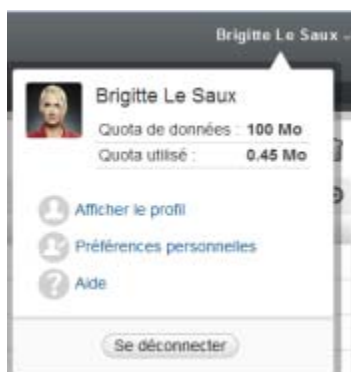 Brigitte Le Saux
Brigitte Le Saux
Quota de données : 100 Mo
Quota utilisé : 0.45 Mo
Afficher le profil
Préférences personnelles
Aide
Se déconnecter